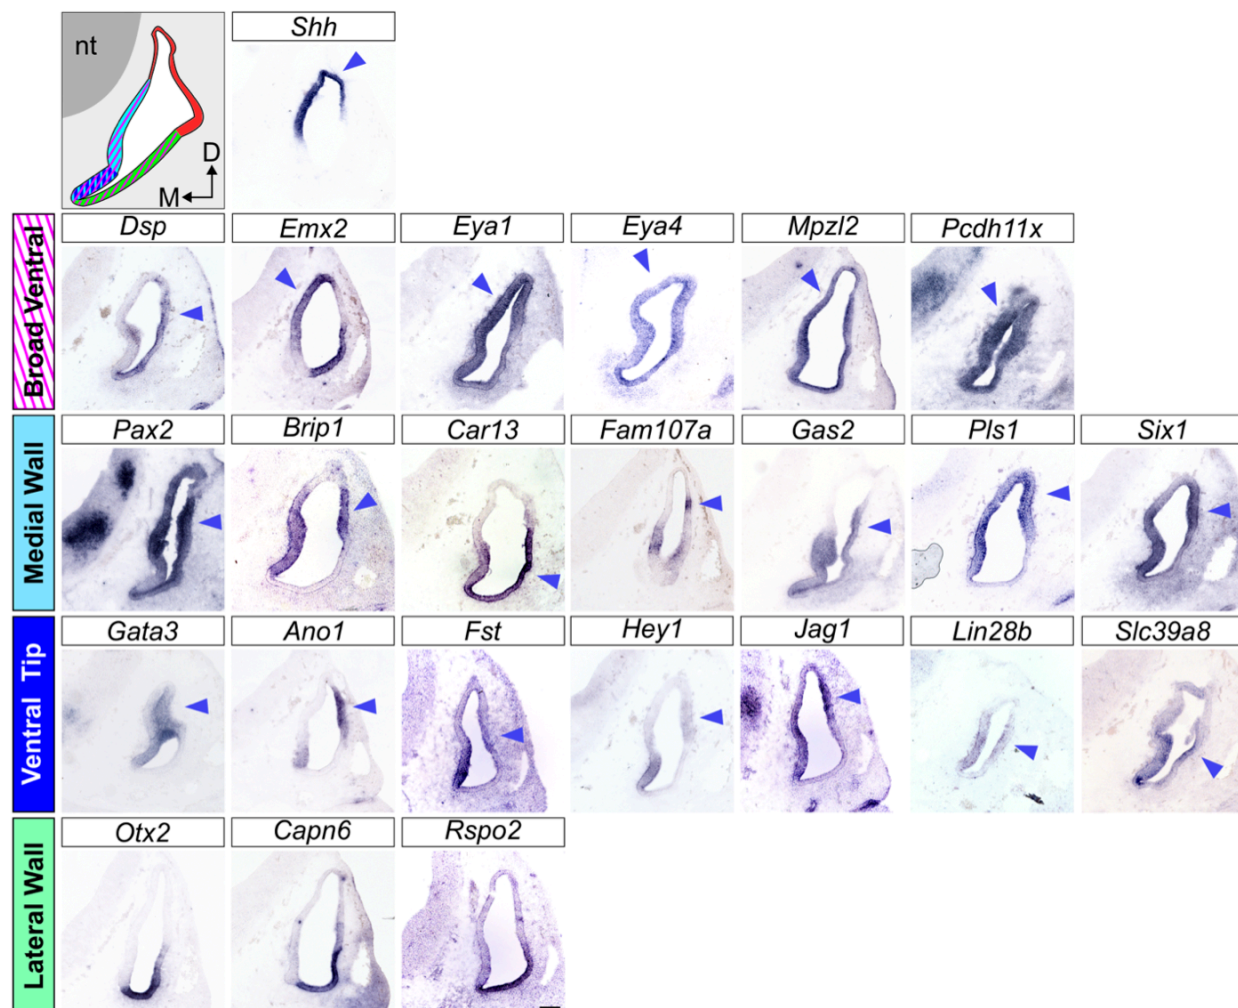 nt
D
M
Shh
Broad Ventral
Dsp
Emx2
Eya1
Eya4
Mpzl2
Pcdh11x
Medial Wall
Pax2
Brip1
Car13
Fam107a
Gas2
Pls1
Six1
Ventral Tip
Gata3
Ano1
Fst
Hey1
Jag1
Lin28b
Slc39a8
Lateral Wall
Otx2
Capn6
Rspo2